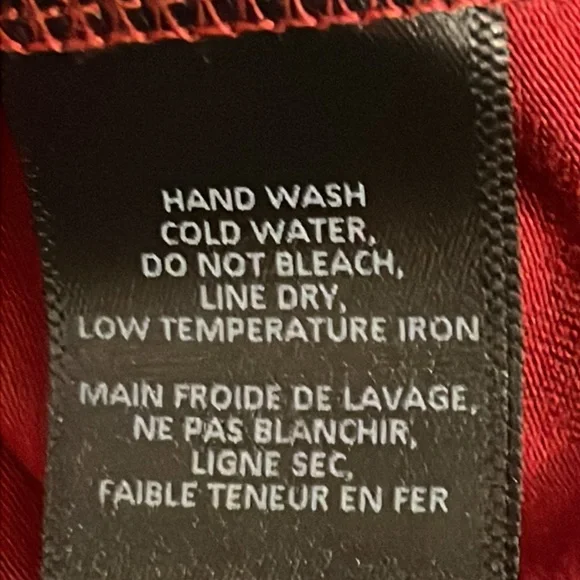 HAND WASH
COLD WATER,
DO NOT BLEACH,
LINE DRY,
LOW TEMPERATURE IRON
MAIN FROIDE DE LAVAGE,
NE PAS BLANCHIR,
LIGNE SEC,
FAIBLE TENEUR EN FER